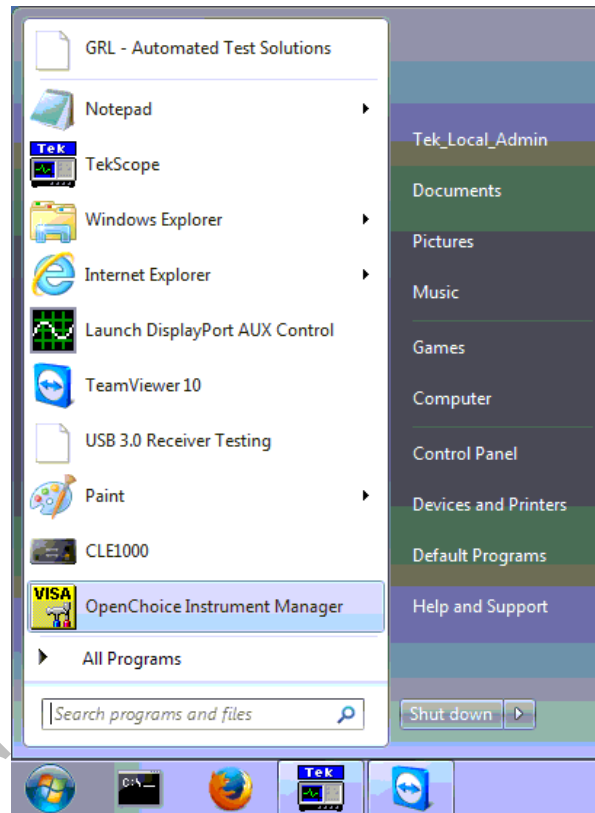 GRL - Automated Test Solutions
Notepad
Tek
TekScope
Windows Explorer
Internet Explorer
Launch DisplayPort AUX Control
TeamViewer 10
USB 3.0 Receiver Testing
Paint
CLE1000
VISA
OpenChoice Instrument Manager
All Programs
Search programs and files
Tek_Local_Admin
Documents
Pictures
Music
Games
Computer
Control Panel
Devices and Printers
Default Programs
Help and Support
Shut down
C:\_
Tek